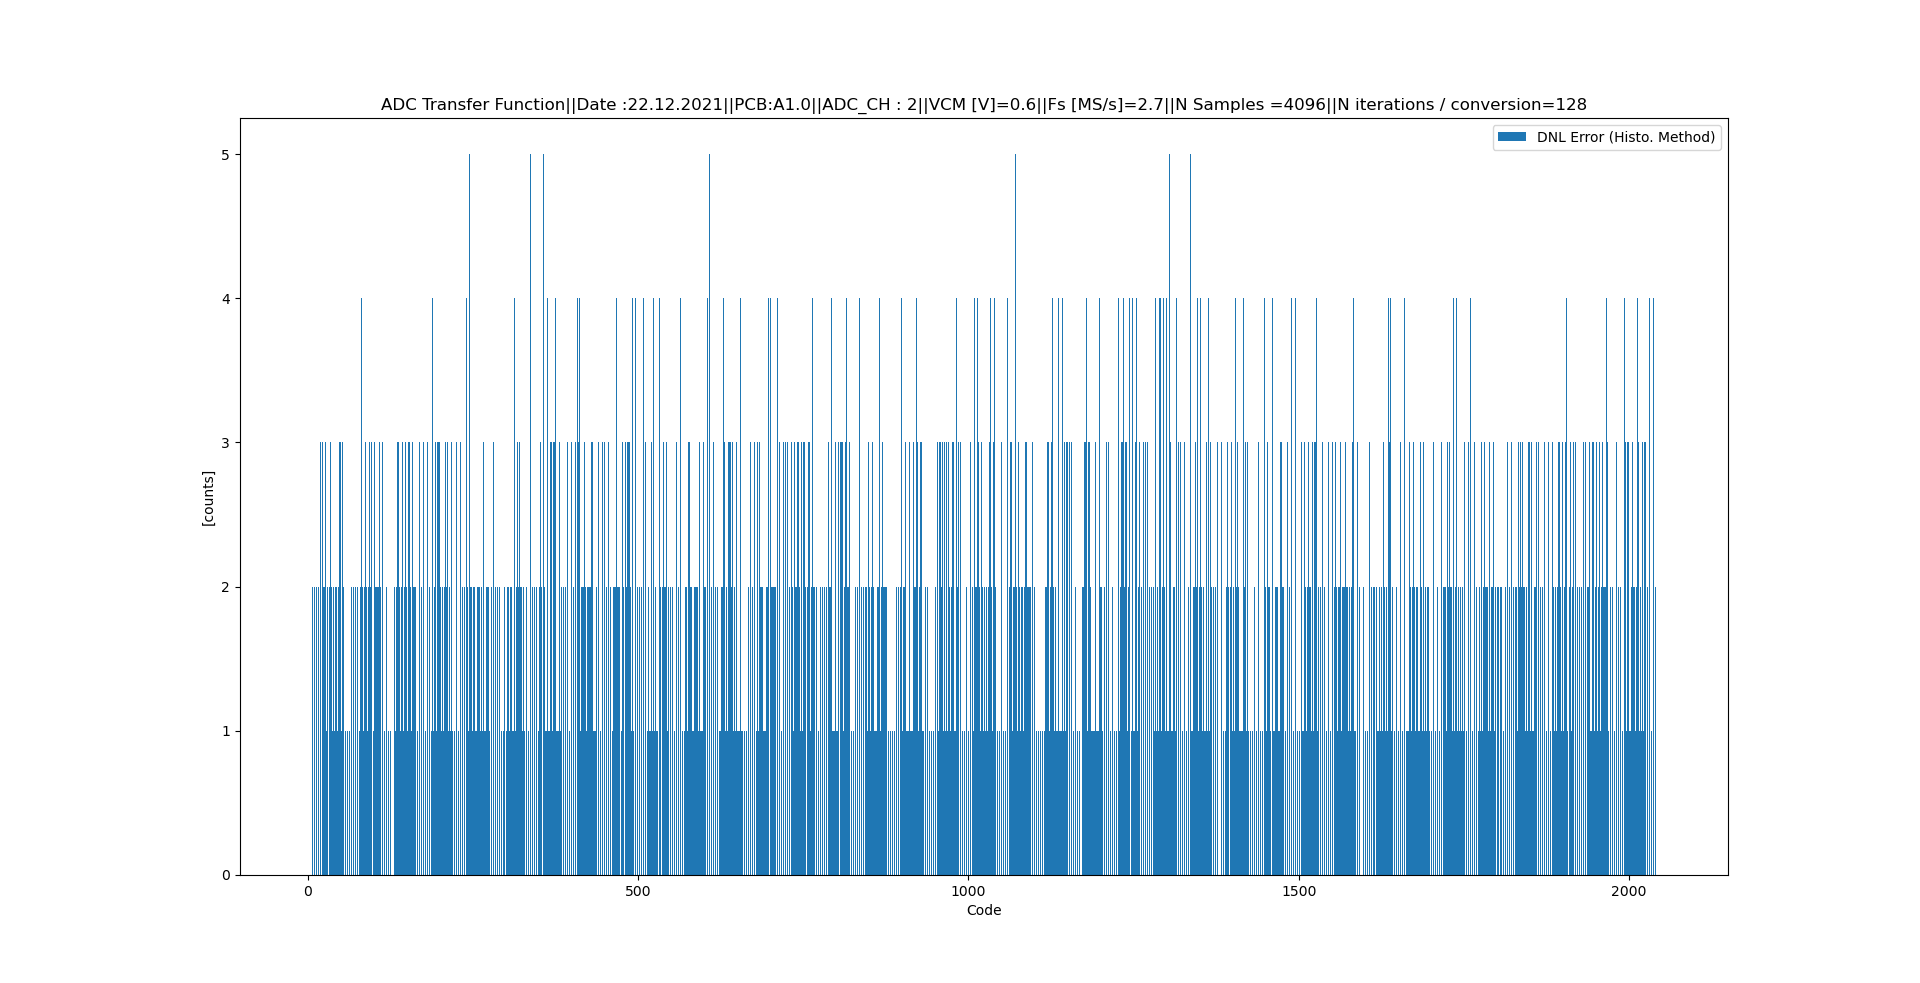 ADC Transfer Function||Date :22.12.2021||PCB:A1.0||ADC_CH : 2||VCM [V]=0.6||Fs [MS/s]=2.7||N Samples =4096||N iterations / conversion=128
DNL Error (Histo. Method)
5
4
3
2
1
0
[counts]
0 500 1000 1500 2000
Code